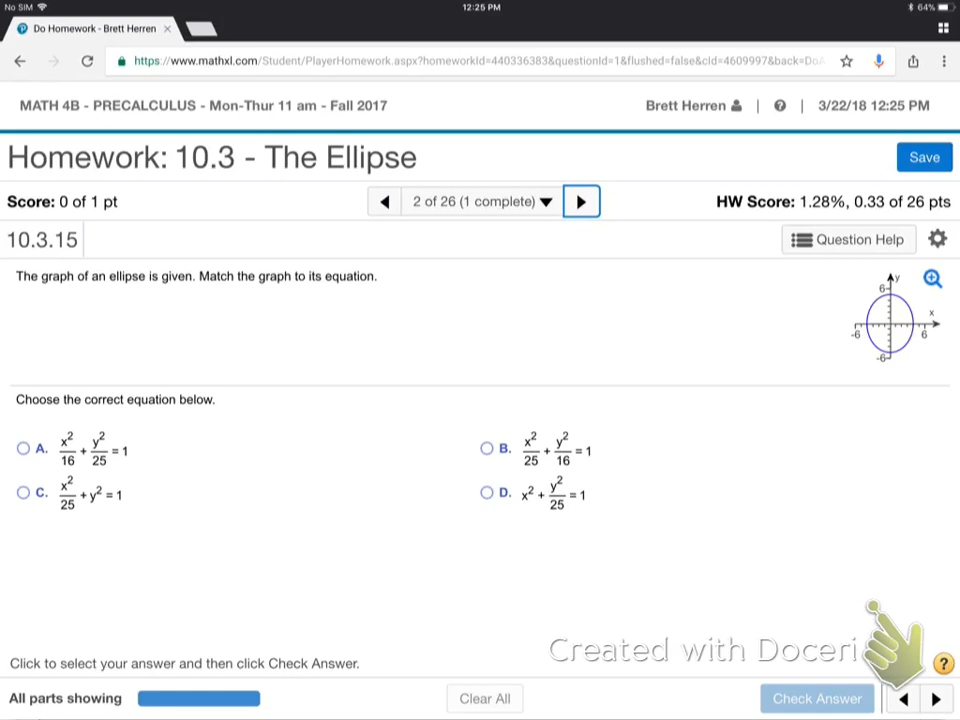 No SIM 12:25 PM 64%
Do Homework - Brett Herren ×
https://www.mathxl.com/Student/PlayerHomework.aspx?homeworkId=440336383&questionId=1&flushed=false&cId=4609997&back=DoA
MATH 4B - PRECALCULUS - Mon-Thur 11 am - Fall 2017 Brett Herren | ? | 3/22/18 12:25 PM
Homework: 10.3 - The Ellipse Save
Score: 0 of 1 pt 2 of 26 (1 complete) HW Score: 1.28%, 0.33 of 26 pts
10.3.15 Question Help
The graph of an ellipse is given. Match the graph to its equation.
y
6
x
-6 6
-6
Choose the correct equation below.
A. x²/16 + y²/25 = 1 B. x²/25 + y²/16 = 1
C. x²/25 + y² = 1 D. x² + y²/25 = 1
Created with Doceri
Click to select your answer and then click Check Answer. ?
All parts showing Clear All Check Answer